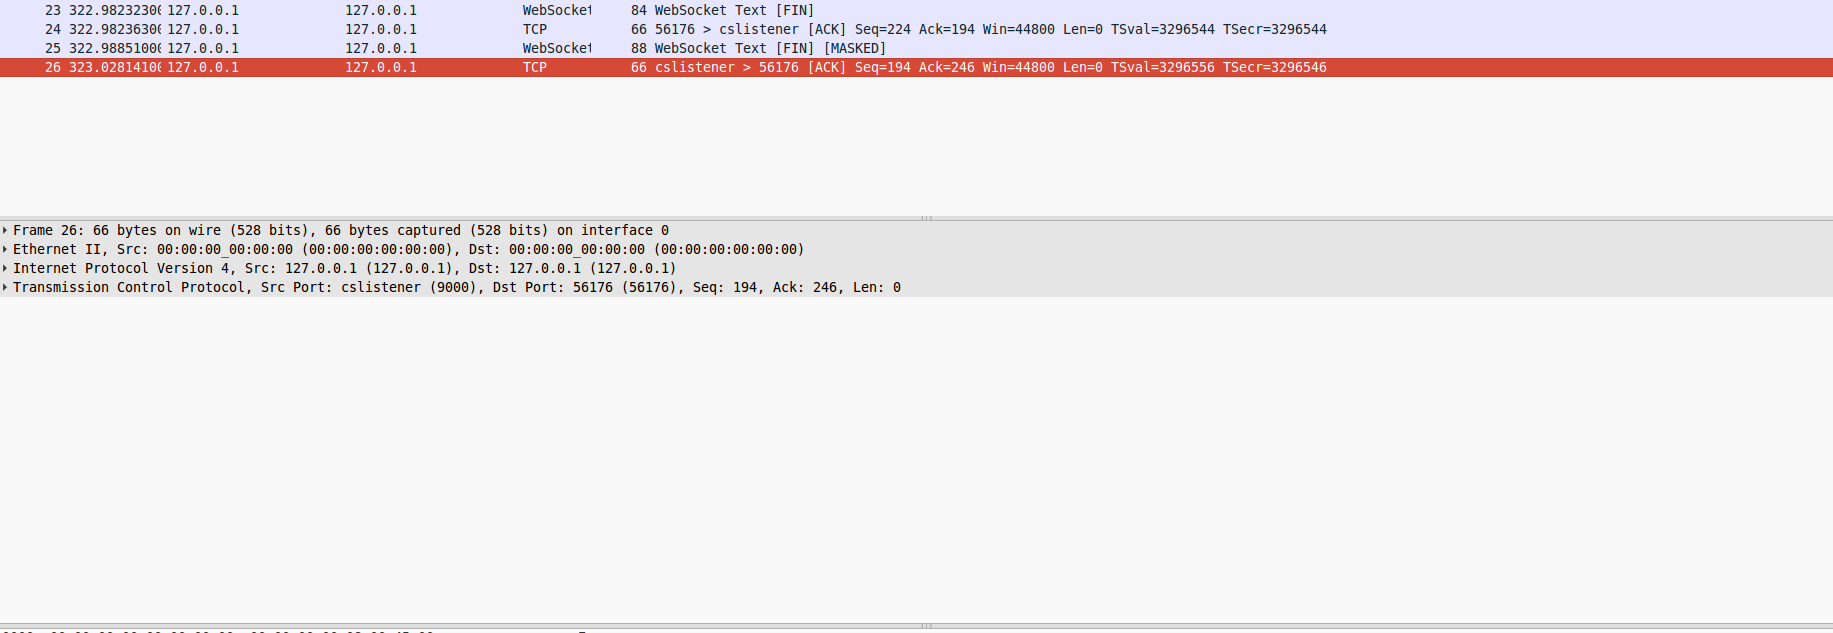 23 322.98232300 127.0.0.1 127.0.0.1 WebSocket 84 WebSocket Text [FIN]
24 322.98236300 127.0.0.1 127.0.0.1 TCP 66 56176 > cslistener [ACK] Seq=224 Ack=194 Win=44800 Len=0 TSval=3296544 TSecr=3296544
25 322.98851000 127.0.0.1 127.0.0.1 WebSocket 88 WebSocket Text [FIN] [MASKED]
26 323.02814100 127.0.0.1 127.0.0.1 TCP 66 cslistener > 56176 [ACK] Seq=194 Ack=246 Win=44800 Len=0 TSval=3296556 TSecr=3296546
Frame 26: 66 bytes on wire (528 bits), 66 bytes captured (528 bits) on interface 0
Ethernet II, Src: 00:00:00_00:00:00 (00:00:00:00:00:00), Dst: 00:00:00_00:00:00 (00:00:00:00:00:00)
Internet Protocol Version 4, Src: 127.0.0.1 (127.0.0.1), Dst: 127.0.0.1 (127.0.0.1)
Transmission Control Protocol, Src Port: cslistener (9000), Dst Port: 56176 (56176), Seq: 194, Ack: 246, Len: 0